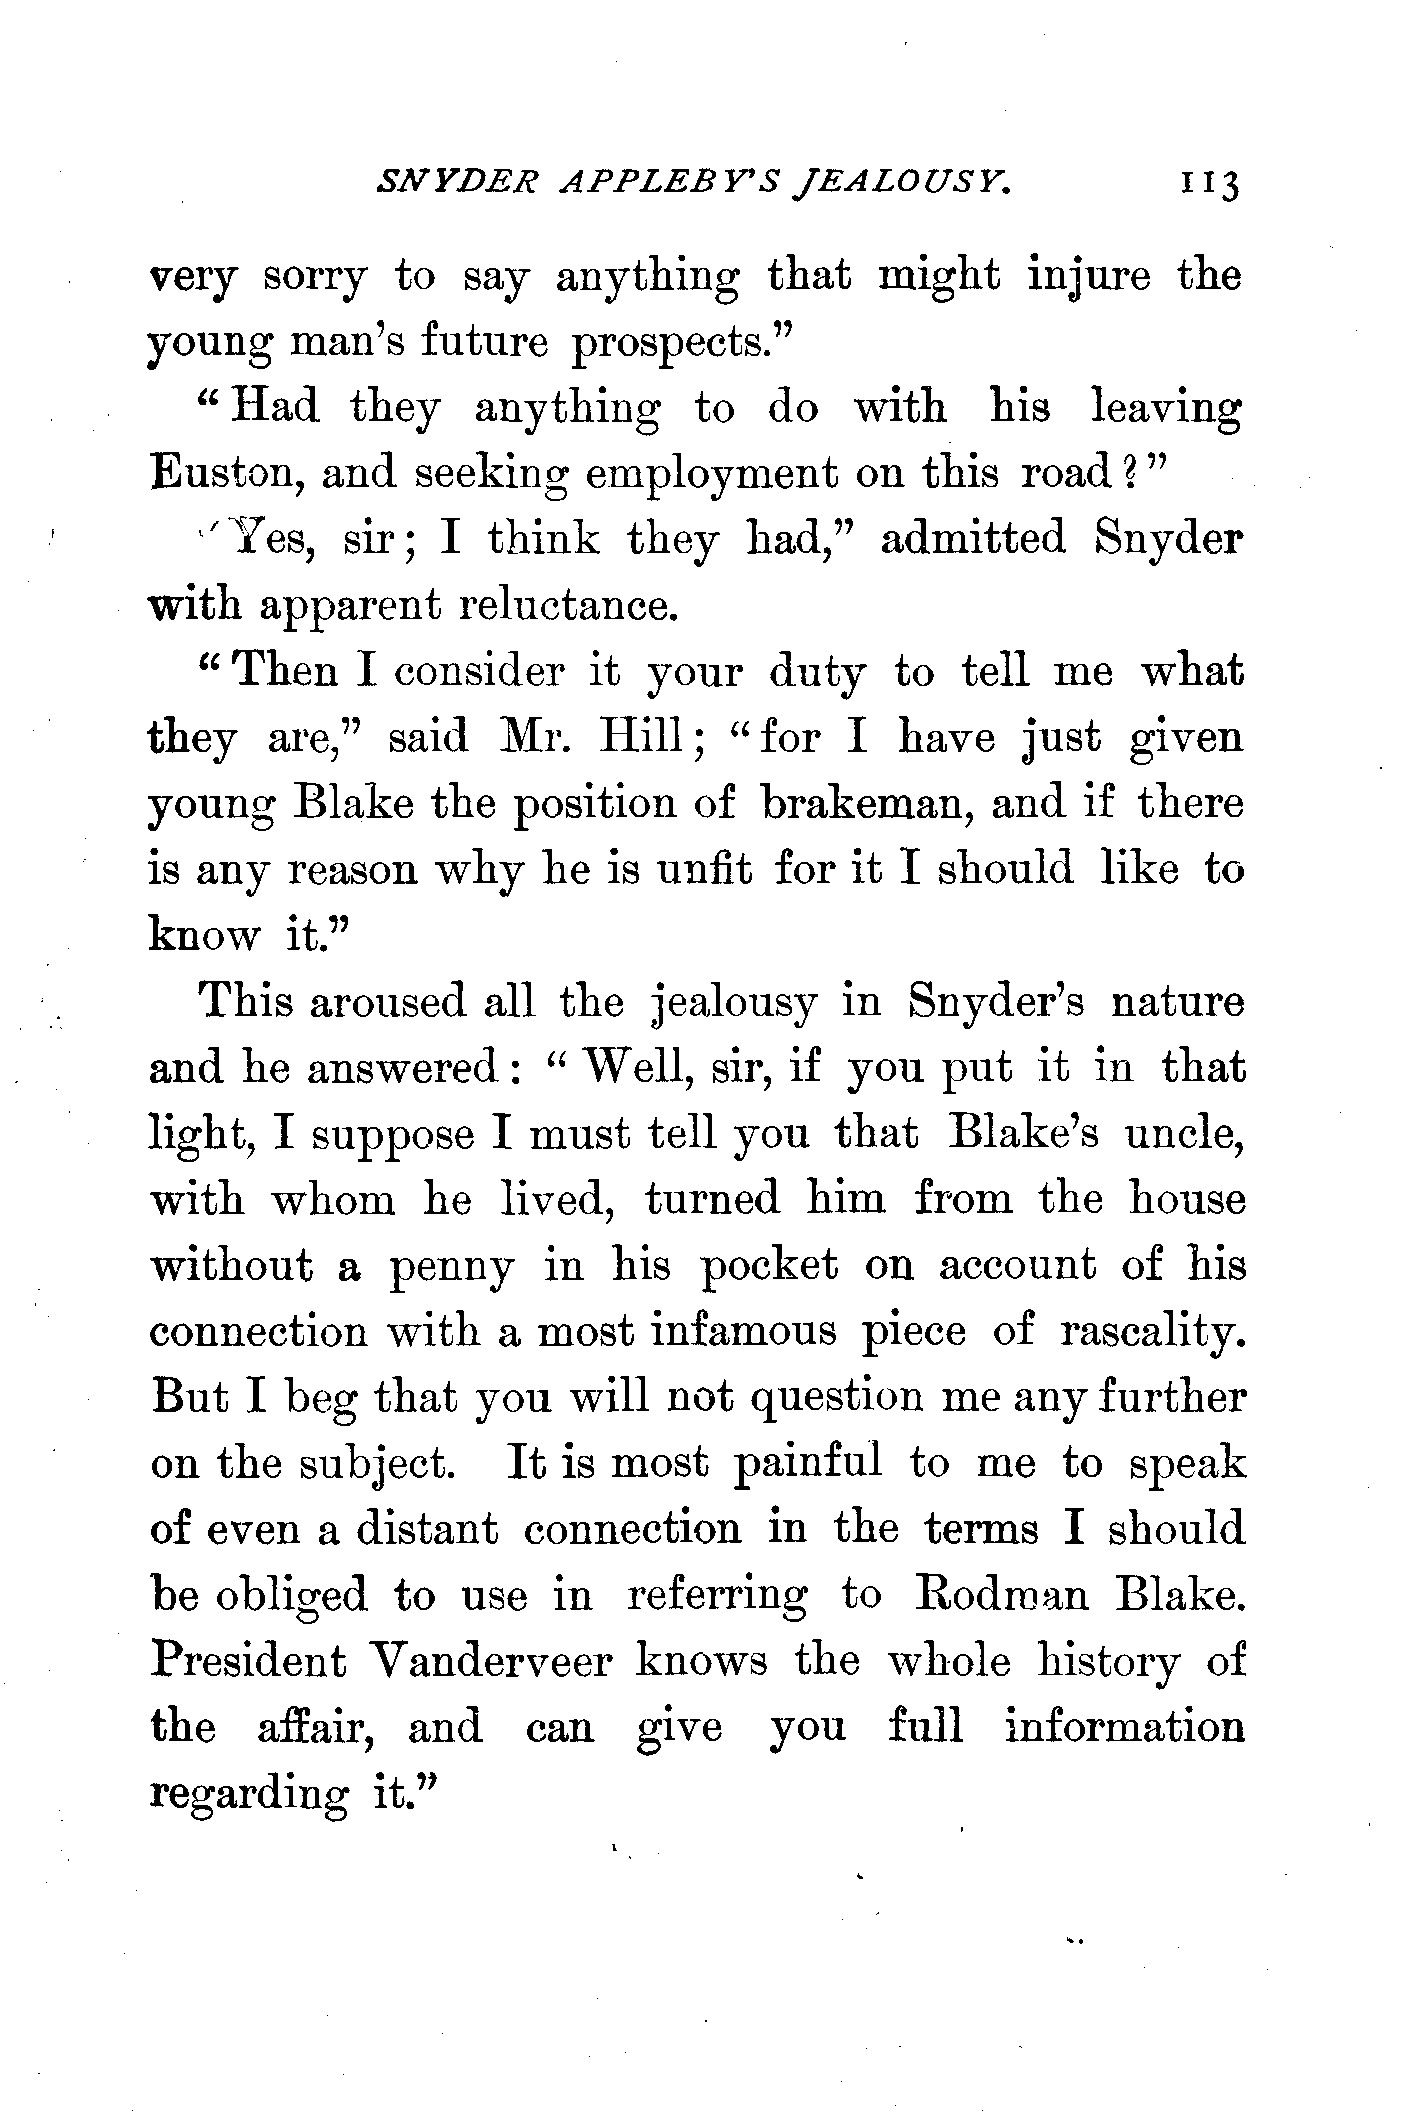 SNYDER APPLEBY'S JEALOUSY. 113
very sorry to say anything that might injure the
young man's future prospects."
"Had they anything to do with his leaving
Euston, and seeking employment on this road?"
"Yes, sir; I think they had," admitted Snyder
with apparent reluctance.
"Then I consider it your duty to tell me what
they are," said Mr. Hill; "for I have just given
young Blake the position of brakeman, and if there
is any reason why he is unfit for it I should like to
know it."
This aroused all the jealousy in Snyder's nature
and he answered: "Well, sir, if you put it in that
light, I suppose I must tell you that Blake's uncle,
with whom he lived, turned him from the house
without a penny in his pocket on account of his
connection with a most infamous piece of rascality.
But I beg that you will not question me any further
on the subject. It is most painful to me to speak
of even a distant connection in the terms I should
be obliged to use in referring to Rodman Blake.
President Vanderveer knows the whole history of
the affair, and can give you full information
regarding it."